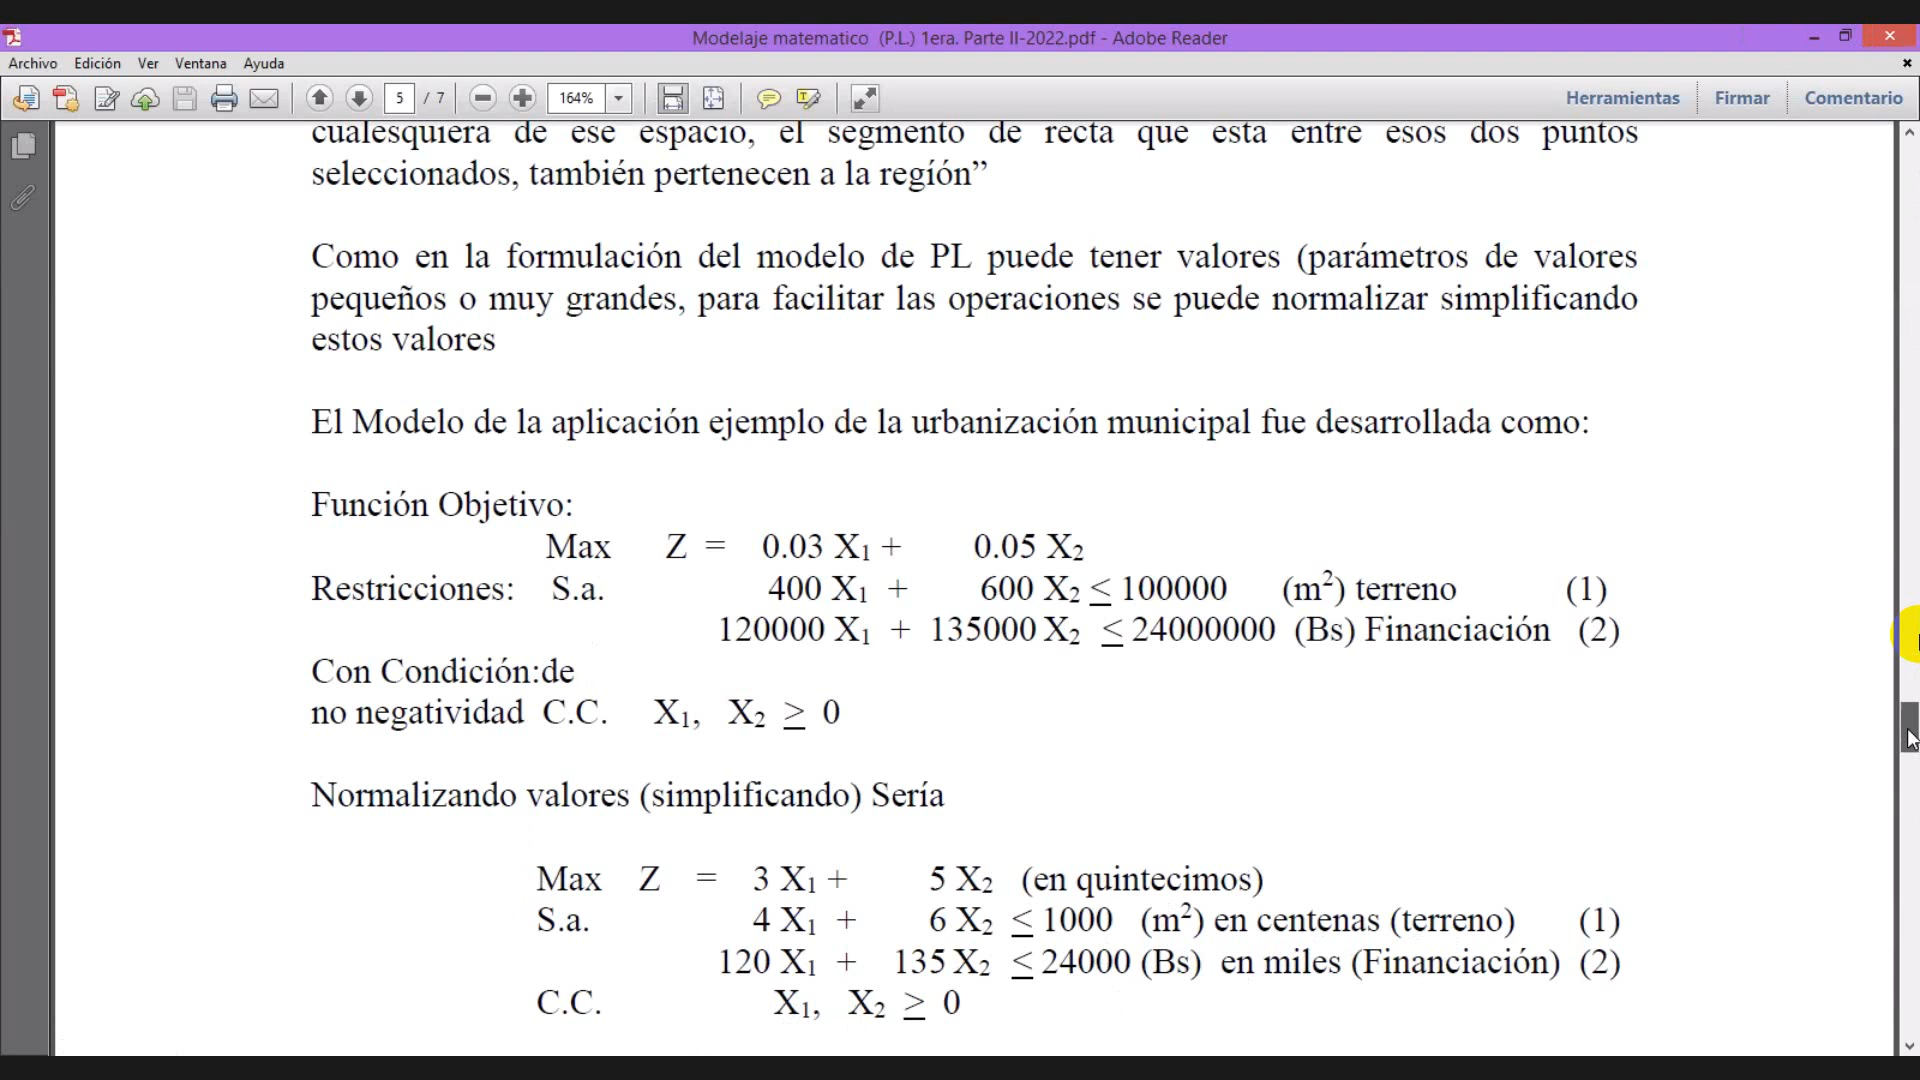 Modelaje matematico (P.L.) 1era. Parte II-2022.pdf - Adobe Reader
Archivo Edición Ver Ventana Ayuda
5 / 7 164% Herramientas Firmar Comentario
cualesquiera de ese espacio, el segmento de recta que esta entre esos dos puntos
seleccionados, también pertenecen a la regíón”
Como en la formulación del modelo de PL puede tener valores (parámetros de valores
pequeños o muy grandes, para facilitar las operaciones se puede normalizar simplificando
estos valores
El Modelo de la aplicación ejemplo de la urbanización municipal fue desarrollada como:
Función Objetivo:
Max Z = 0.03 X₁ + 0.05 X₂
Restricciones: S.a. 400 X₁ + 600 X₂ ≤ 100000 (m²) terreno (1)
120000 X₁ + 135000 X₂ ≤ 24000000 (Bs) Financiación (2)
Con Condición:de
no negatividad C.C. X₁, X₂ ≥ 0
Normalizando valores (simplificando) Sería
Max Z = 3 X₁ + 5 X₂ (en quintecimos)
S.a. 4 X₁ + 6 X₂ ≤ 1000 (m²) en centenas (terreno) (1)
120 X₁ + 135 X₂ ≤ 24000 (Bs) en miles (Financiación) (2)
C.C. X₁, X₂ ≥ 0